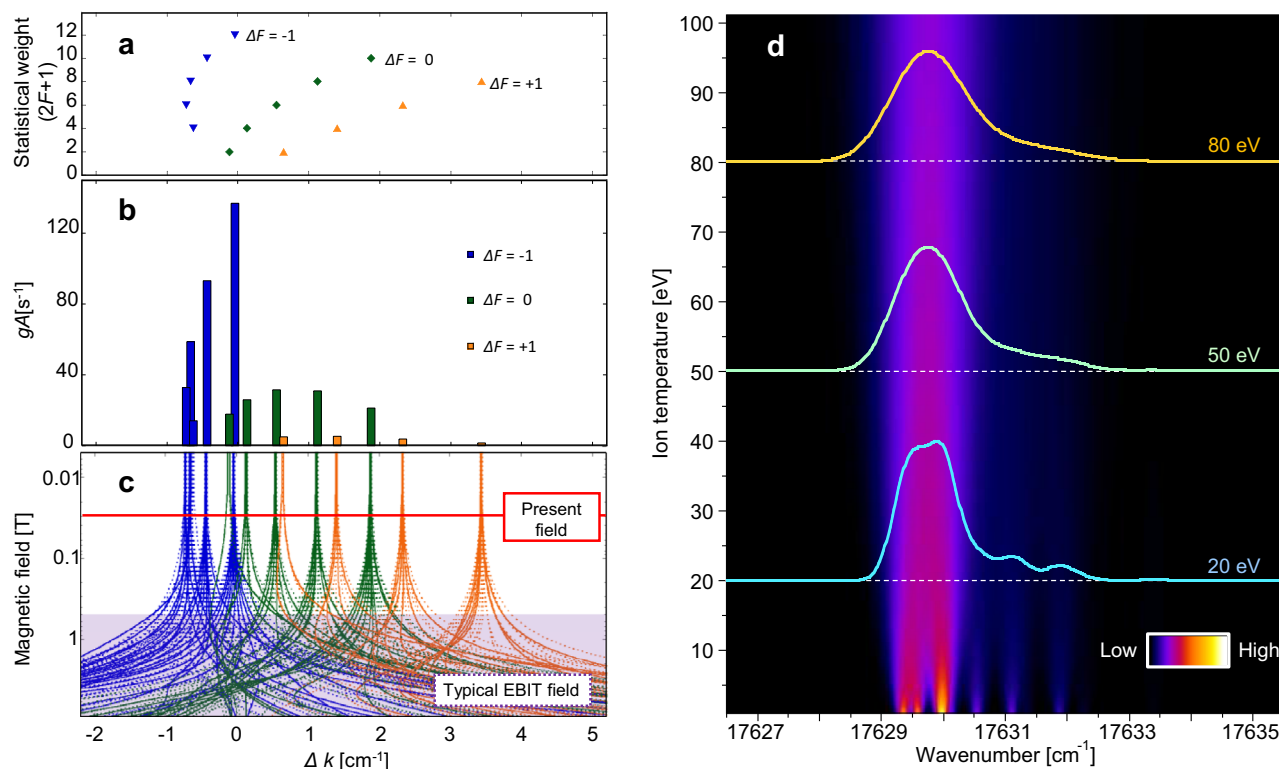 a
Statistical weight
(2F+1)
12
10
8
6
4
2
ΔF = -1
ΔF = 0
ΔF = +1
b
gA[s⁻¹]
120
80
40
0
ΔF = -1
ΔF = 0
ΔF = +1
c
Magnetic field [T]
0.01
0.1
1
Present
field
Typical EBIT field
-2 -1 0 1 2 3 4 5
Δ k [cm⁻¹]
d
Ion temperature [eV]
100
90
80
70
60
50
40
30
20
10
80 eV
50 eV
20 eV
Low High
17627 17629 17631 17633 17635
Wavenumber [cm⁻¹]